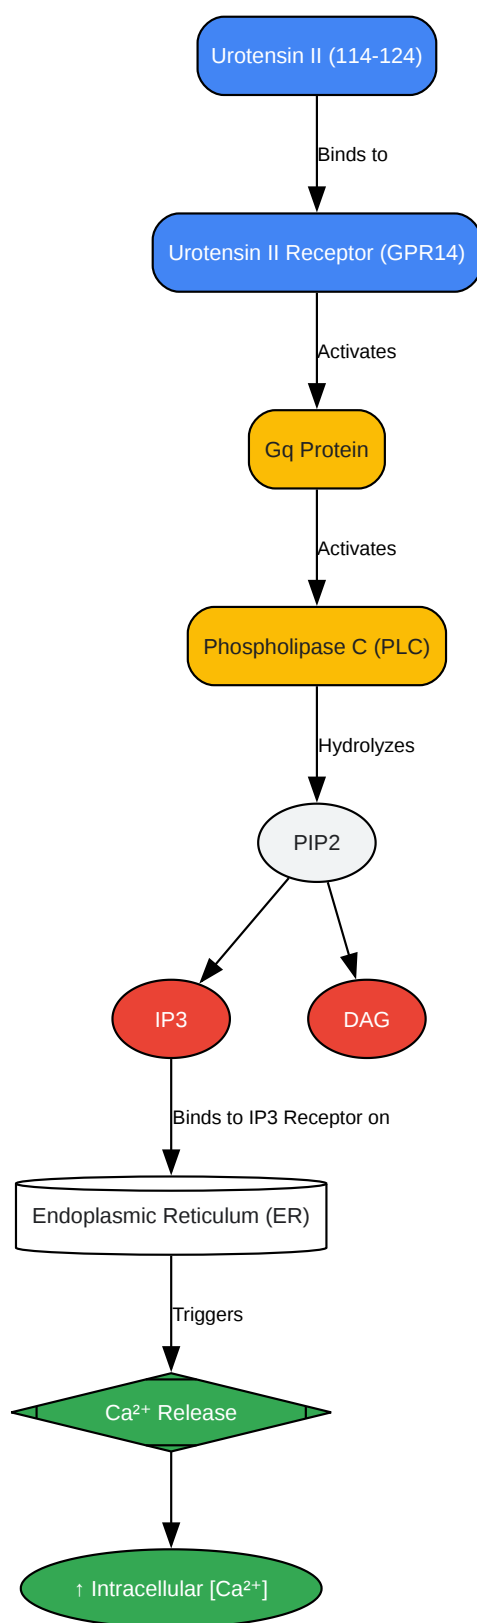 Urotensin II (114-124)
Binds to
Urotensin II Receptor (GPR14)
Activates
Gq Protein
Activates
Phospholipase C (PLC)
Hydrolyzes
PIP2
IP3
DAG
Binds to IP3 Receptor on
Endoplasmic Reticulum (ER)
Triggers
Ca²⁺ Release
↑ Intracellular [Ca²⁺]